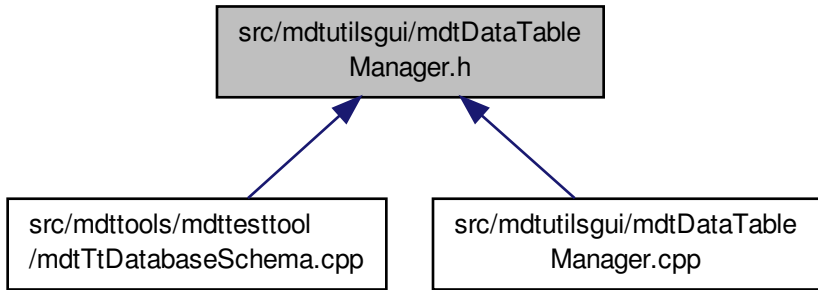 src/mdtutilsgui/mdtDataTable
Manager.h
src/mdttools/mdttesttool
/mdtTtDatabaseSchema.cpp
src/mdtutilsgui/mdtDataTable
Manager.cpp